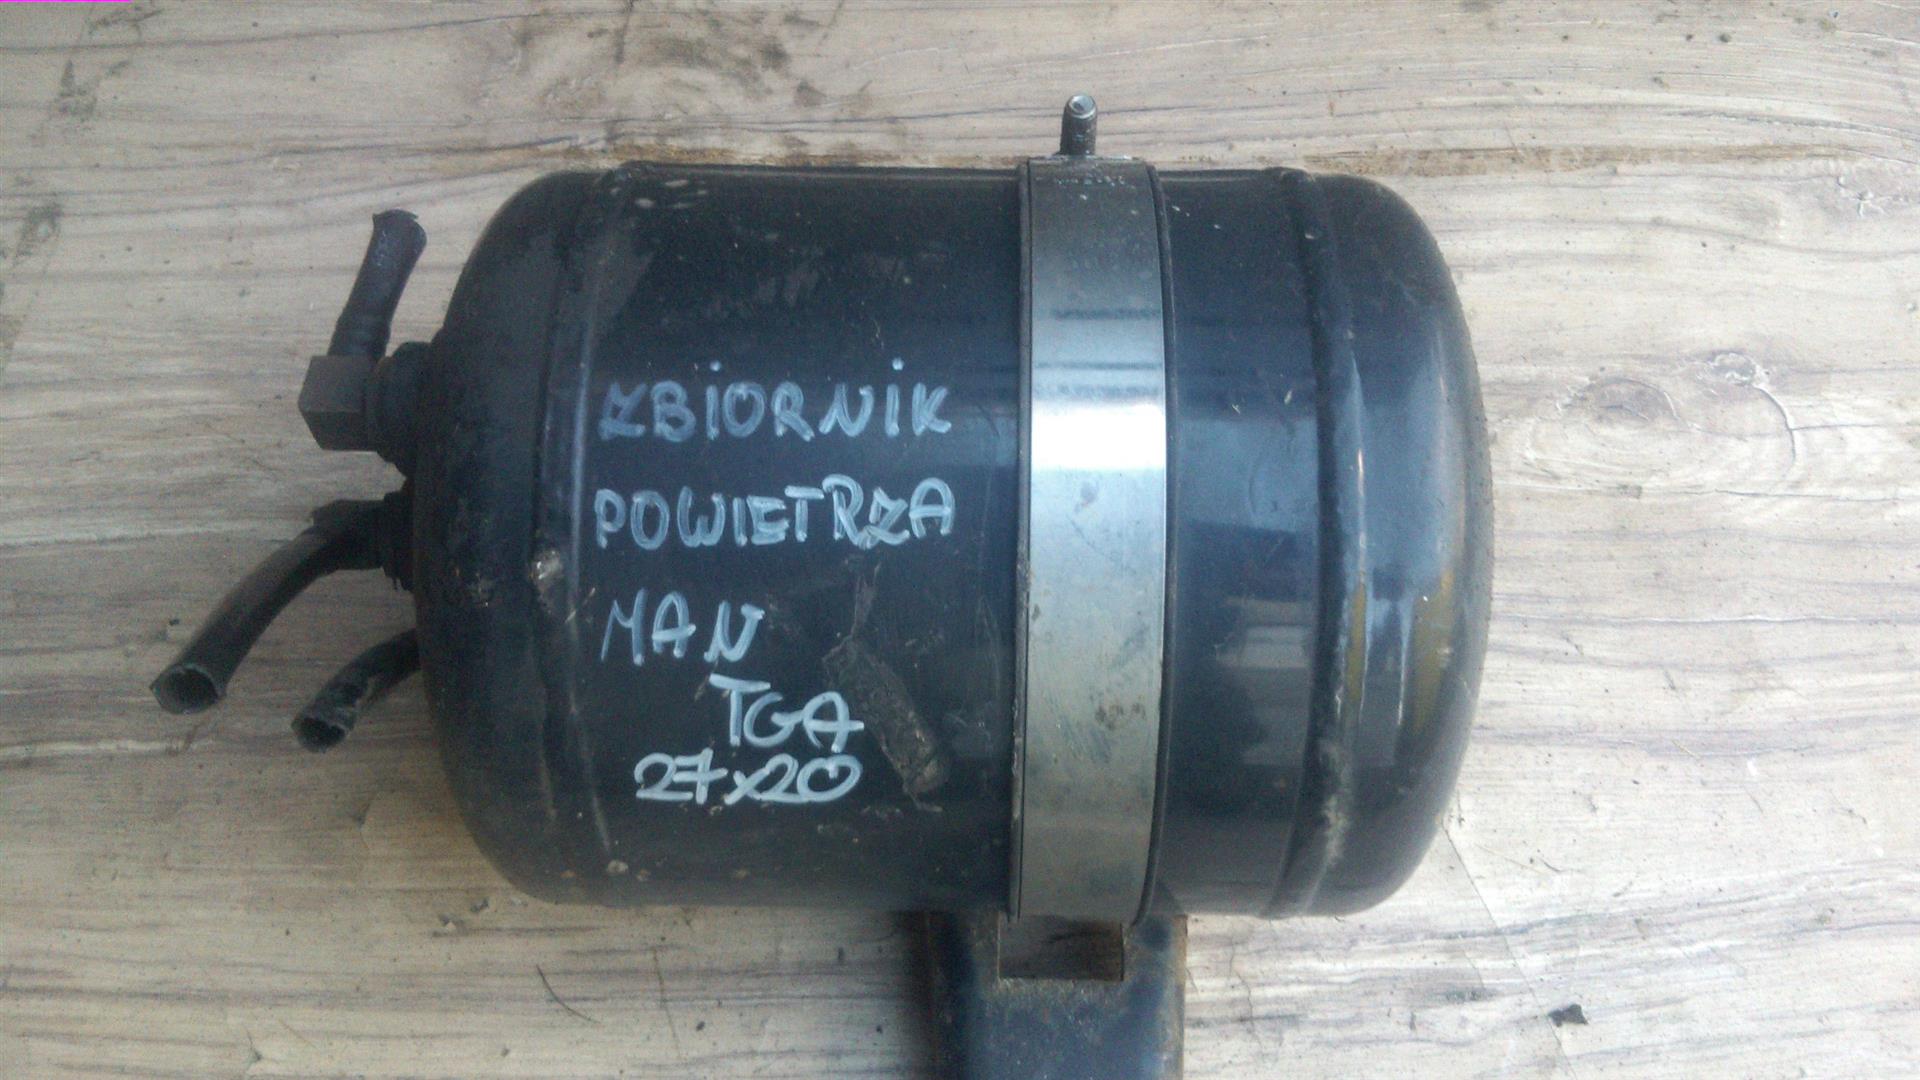 ZBIORNIK
POWIETRZA
MAN
TGA
27x20